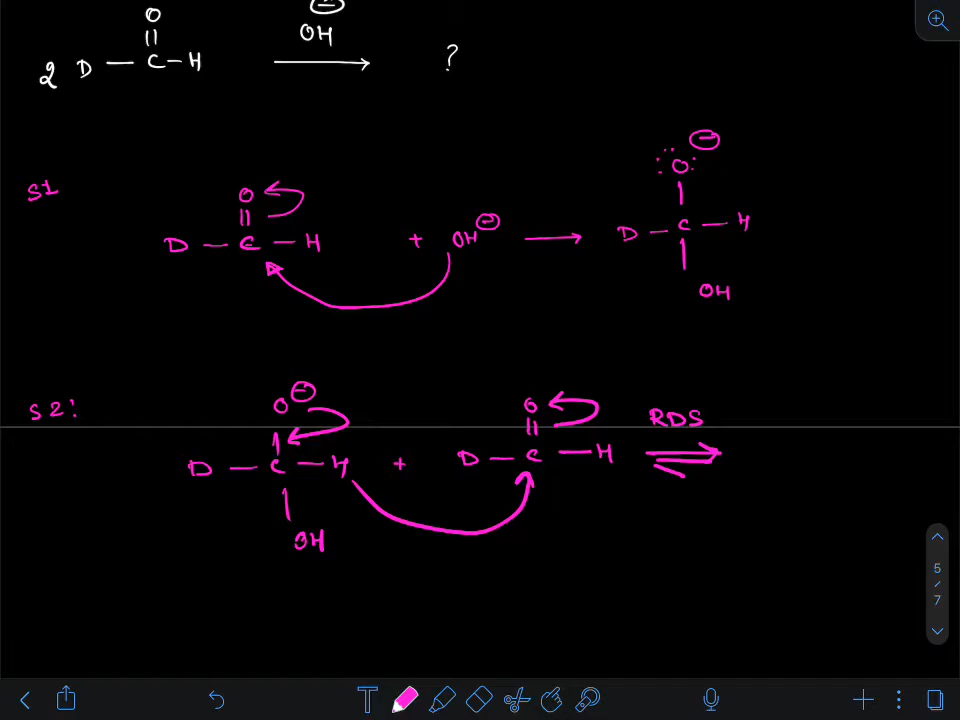 O ⊖
|| OH
2 D — C — H ⟶ ?
S1
O
||
D — C — H + OH ⊖ ⟶
:Ö: ⊖
|
D — C — H
|
OH
S2:
O ⊖
|
D — C — H +
|
OH
O
||
D — C — H
RDS
5
/
7
T